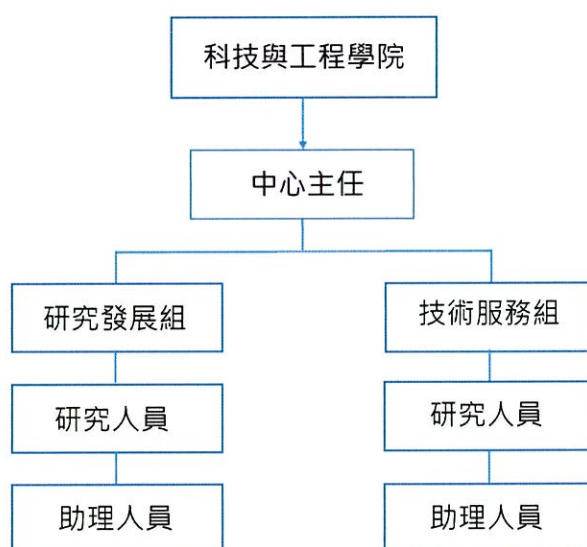 科技與工程學院
中心主任
研究發展組
技術服務組
研究人員
研究人員
助理人員
助理人員